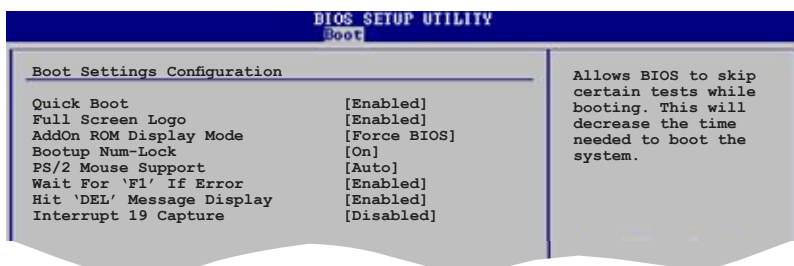 BIOS SETUP UTILITY
Boot
Boot Settings Configuration
Quick Boot [Enabled]
Full Screen Logo [Enabled]
AddOn ROM Display Mode [Force BIOS]
Bootup Num-Lock [On]
PS/2 Mouse Support [Auto]
Wait For ‘F1’ If Error [Enabled]
Hit ‘DEL’ Message Display [Enabled]
Interrupt 19 Capture [Disabled]
Allows BIOS to skip
certain tests while
booting. This will
decrease the time
needed to boot the
system.